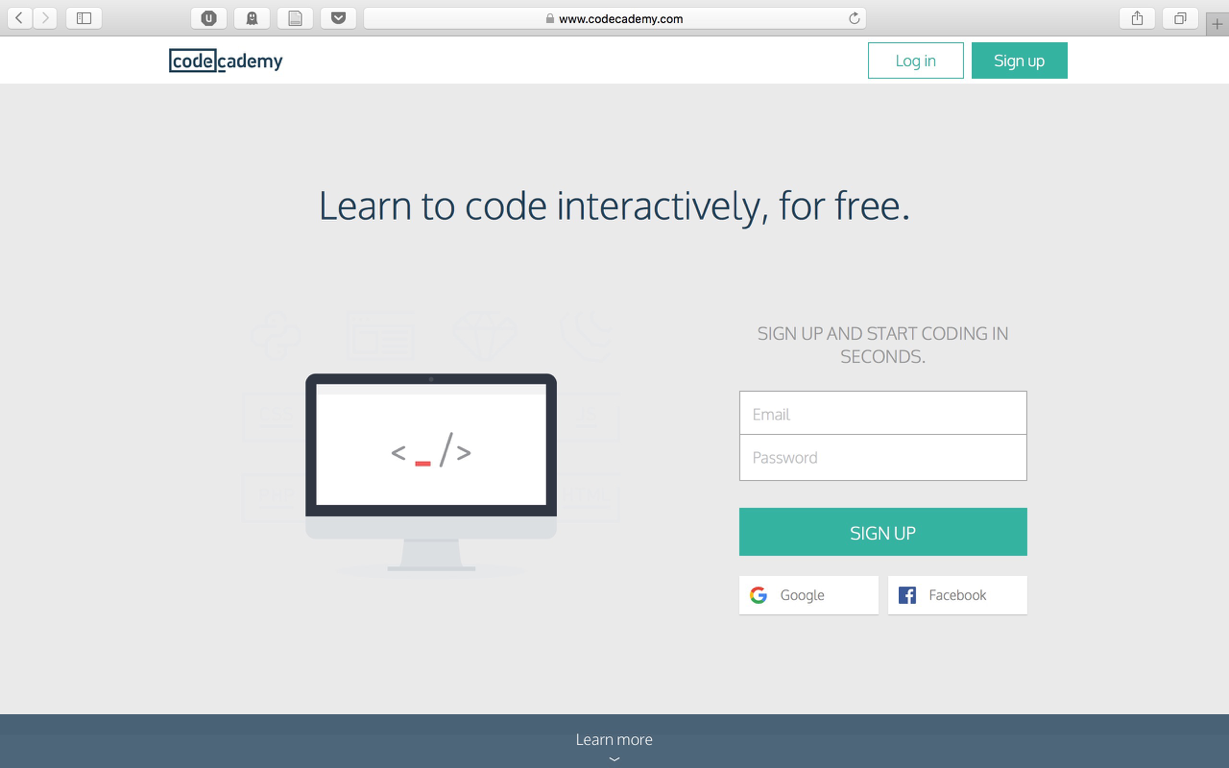 www.codecademy.com
codecademy
Log in
Sign up
Learn to code interactively, for free.
SIGN UP AND START CODING IN
SECONDS.
Email
< _ />
Password
SIGN UP
Google
Facebook
Learn more